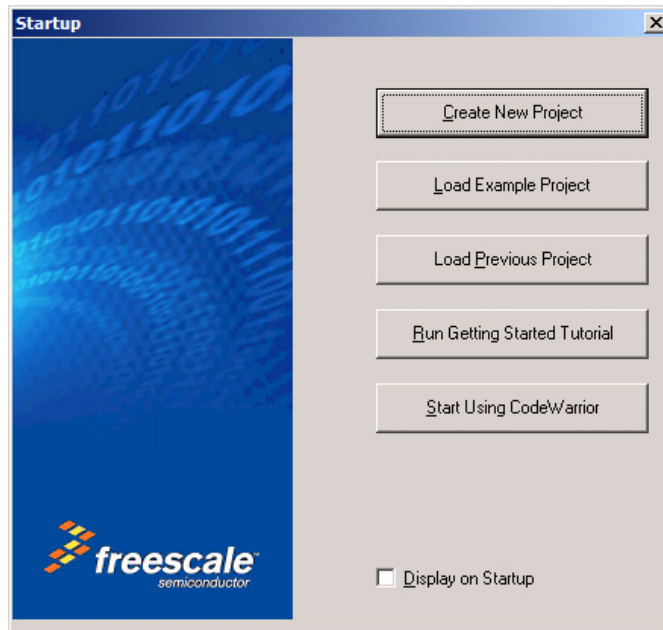 Startup
Create New Project
Load Example Project
Load Previous Project
Run Getting Started Tutorial
Start Using CodeWarrior
freescale™
semiconductor
Display on Startup